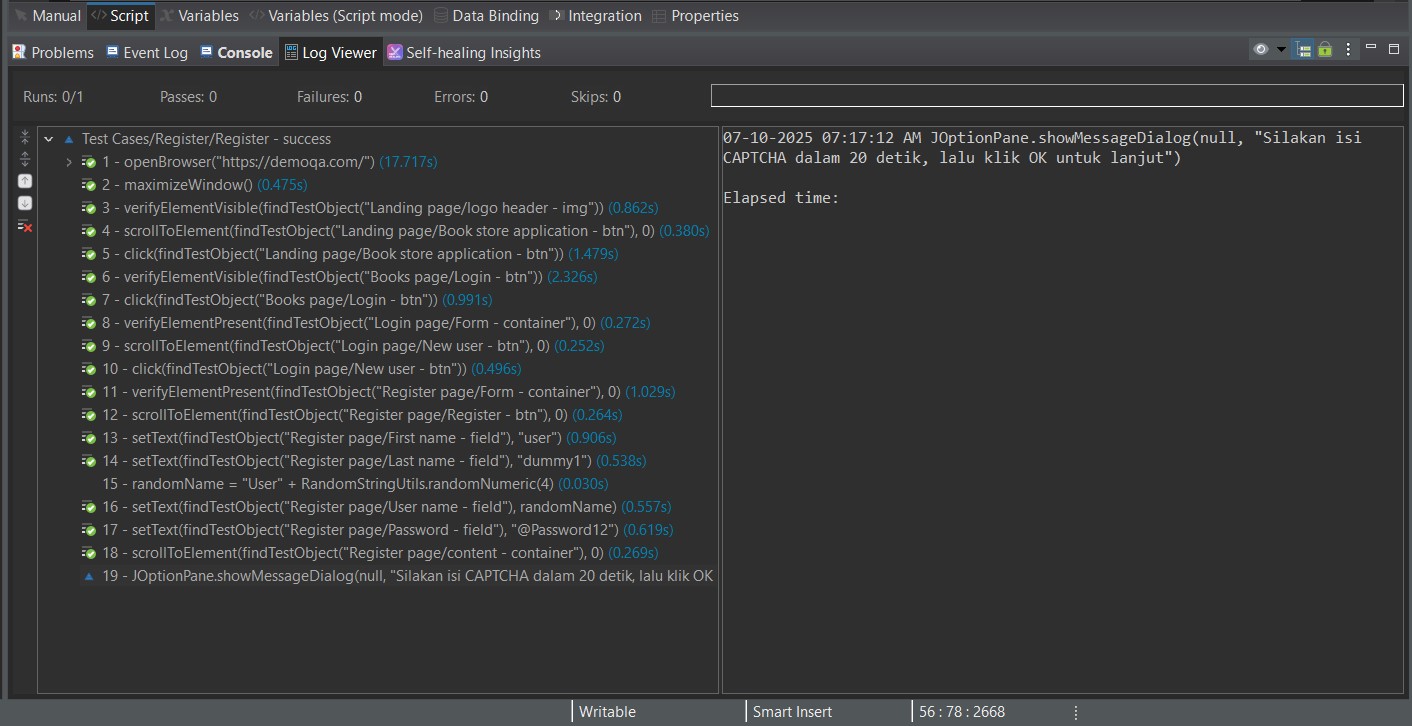 Manual Script Variables Variables (Script mode) Data Binding Integration Properties
Problems Event Log Console Log Viewer Self-healing Insights
Runs: 0/1 Passes: 0 Failures: 0 Errors: 0 Skips: 0
Test Cases/Register/Register - success
1 - openBrowser("https://demoqa.com/") (17.717s)
2 - maximizeWindow() (0.475s)
3 - verifyElementVisible(findTestObject("Landing page/logo header - img")) (0.862s)
4 - scrollToElement(findTestObject("Landing page/Book store application - btn"), 0) (0.380s)
5 - click(findTestObject("Landing page/Book store application - btn")) (1.479s)
6 - verifyElementVisible(findTestObject("Books page/Login - btn")) (2.326s)
7 - click(findTestObject("Books page/Login - btn")) (0.991s)
8 - verifyElementPresent(findTestObject("Login page/Form - container"), 0) (0.272s)
9 - scrollToElement(findTestObject("Login page/New user - btn"), 0) (0.252s)
10 - click(findTestObject("Login page/New user - btn")) (0.496s)
11 - verifyElementPresent(findTestObject("Register page/Form - container"), 0) (1.029s)
12 - scrollToElement(findTestObject("Register page/Register - btn"), 0) (0.264s)
13 - setText(findTestObject("Register page/First name - field"), "user") (0.906s)
14 - setText(findTestObject("Register page/Last name - field"), "dummy1") (0.538s)
15 - randomName = "User" + RandomStringUtils.randomNumeric(4) (0.030s)
16 - setText(findTestObject("Register page/User name - field"), randomName) (0.557s)
17 - setText(findTestObject("Register page/Password - field"), "@Password12") (0.619s)
18 - scrollToElement(findTestObject("Register page/content - container"), 0) (0.269s)
19 - JOptionPane.showMessageDialog(null, "Silakan isi CAPTCHA dalam 20 detik, lalu klik OK
07-10-2025 07:17:12 AM JOptionPane.showMessageDialog(null, "Silakan isi
CAPTCHA dalam 20 detik, lalu klik OK untuk lanjut")
Elapsed time:
Writable Smart Insert 56 : 78 : 2668